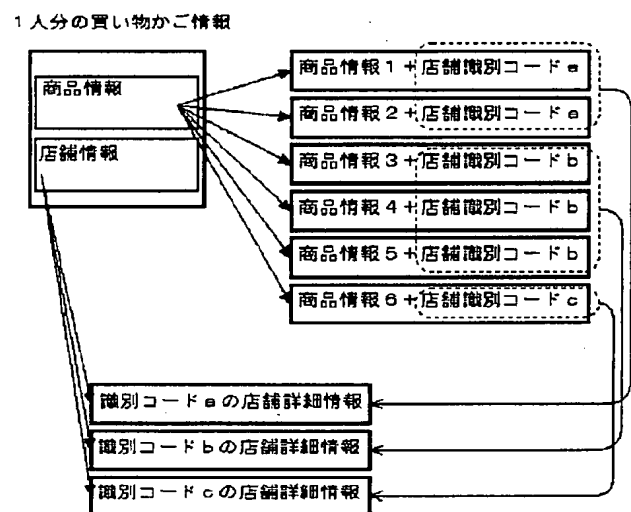 1人分の買い物かご情報
商品情報
店舗情報
商品情報1+店舗識別コードa
商品情報2+店舗識別コードa
商品情報3+店舗識別コードb
商品情報4+店舗識別コードb
商品情報5+店舗識別コードb
商品情報6+店舗識別コードc
識別コードaの店舗詳細情報
識別コードbの店舗詳細情報
識別コードcの店舗詳細情報